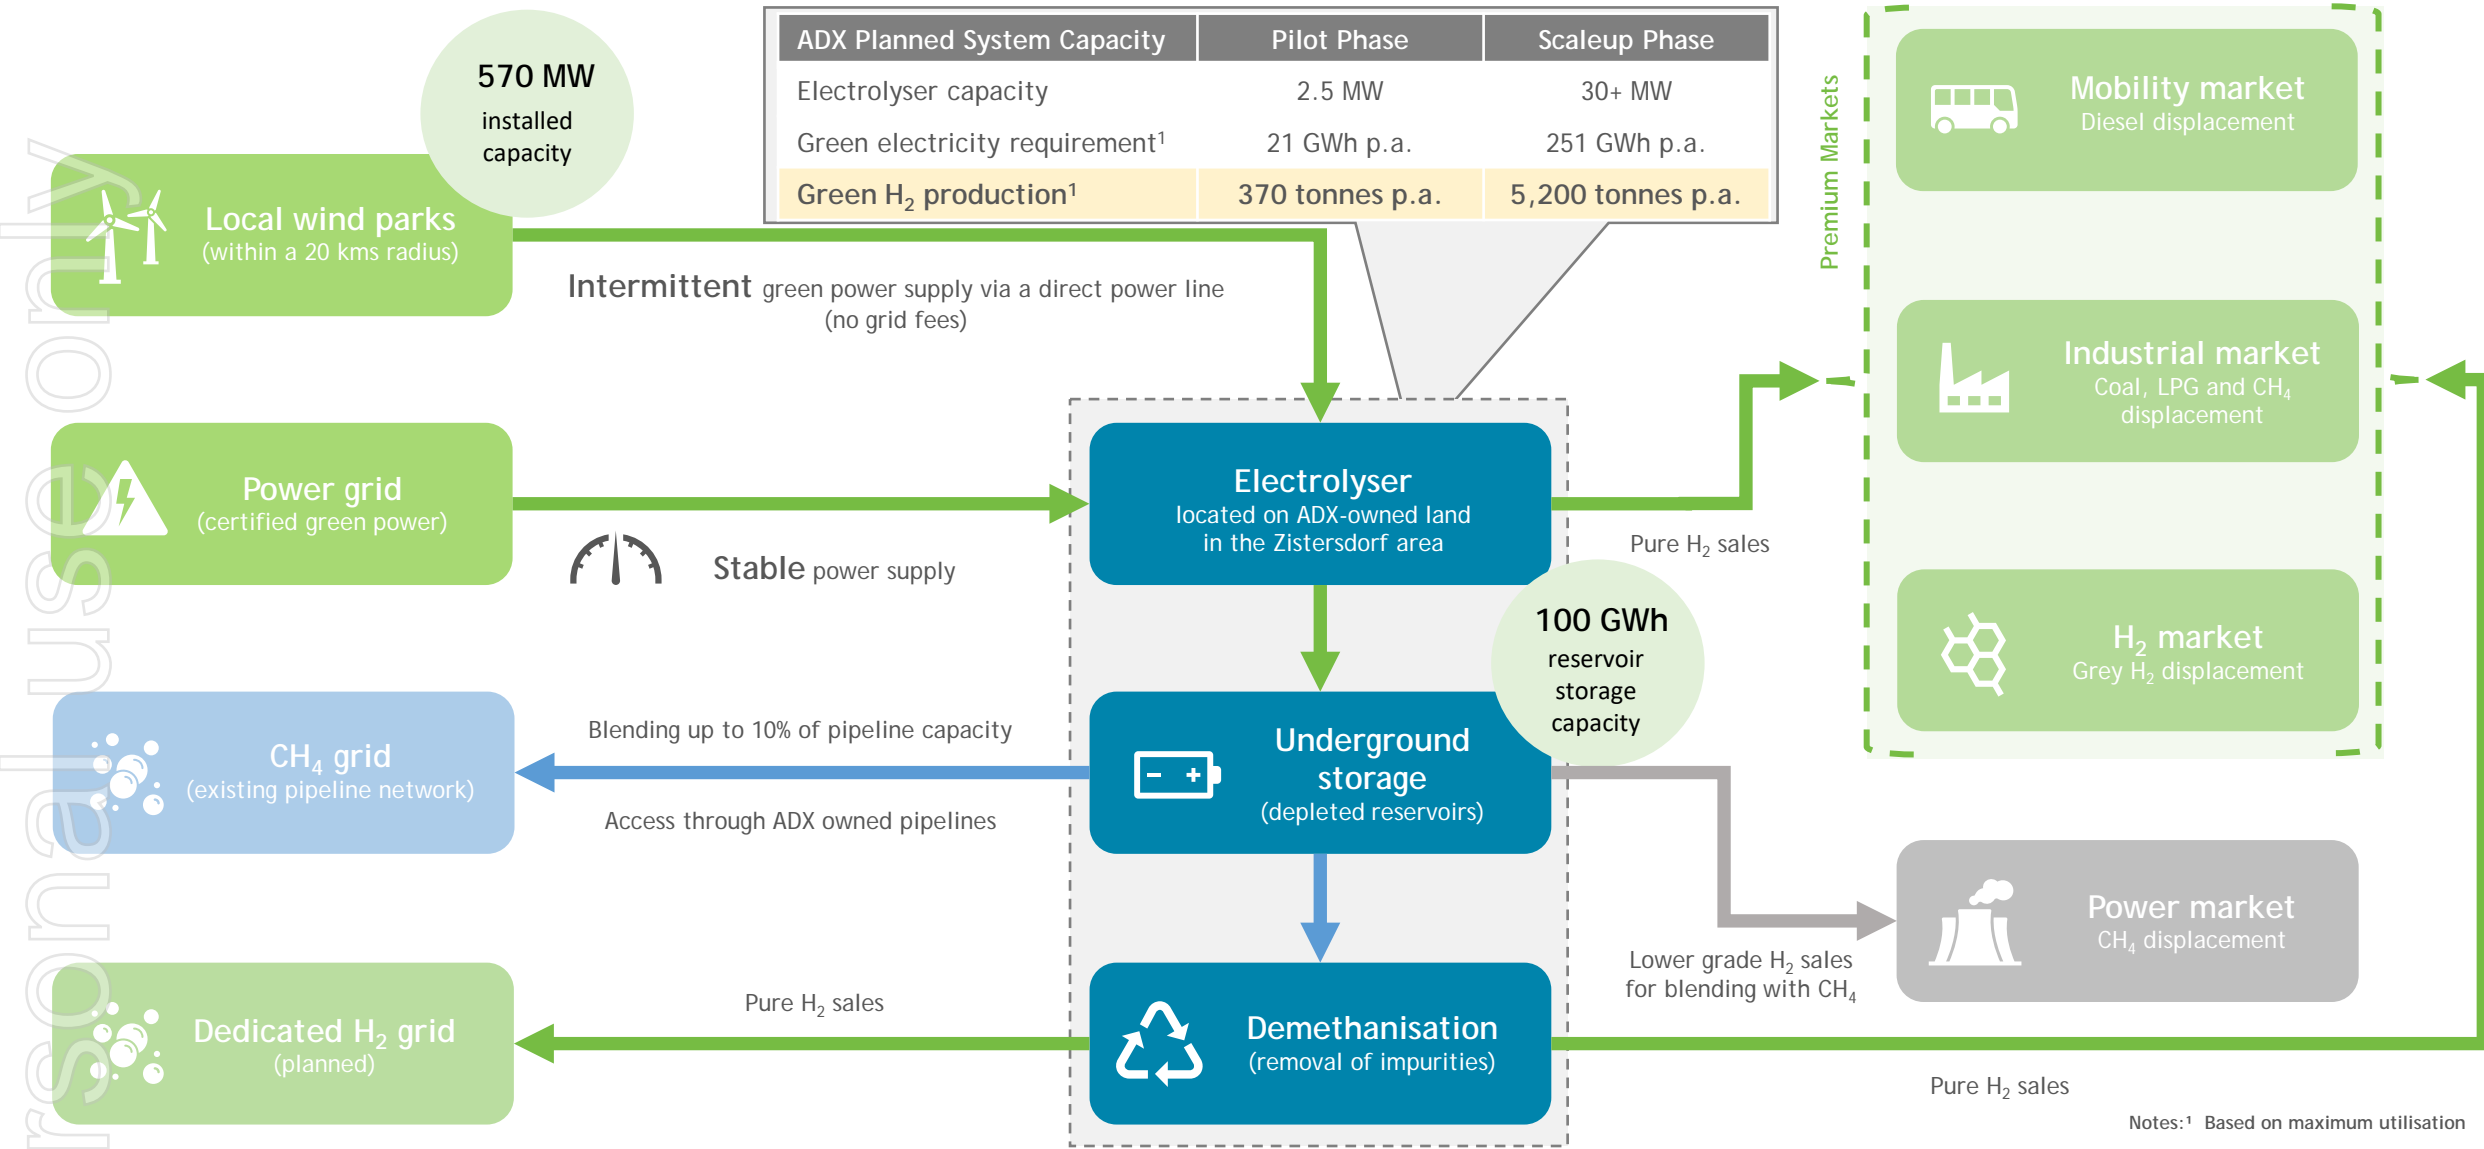 ADX Planned System Capacity Pilot Phase Scaleup Phase
Electrolyser capacity 2.5 MW 30+ MW
Green electricity requirement¹ 21 GWh p.a. 251 GWh p.a.
Green H₂ production¹ 370 tonnes p.a. 5,200 tonnes p.a.
570 MW
installed
capacity
Local wind parks
(within a 20 kms radius)
Intermittent green power supply via a direct power line
(no grid fees)
Power grid
(certified green power)
Stable power supply
Electrolyser
located on ADX-owned land
in the Zistersdorf area
Pure H₂ sales
Premium Markets
Mobility market
Diesel displacement
Industrial market
Coal, LPG and CH₄
displacement
H₂ market
Grey H₂ displacement
100 GWh
reservoir
storage
capacity
CH₄ grid
(existing pipeline network)
Blending up to 10% of pipeline capacity
Access through ADX owned pipelines
Underground
storage
(depleted reservoirs)
Power market
CH₄ displacement
Lower grade H₂ sales
for blending with CH₄
Dedicated H₂ grid
(planned)
Pure H₂ sales
Demethanisation
(removal of impurities)
Pure H₂ sales
Notes:¹ Based on maximum utilisation
rsonal use only